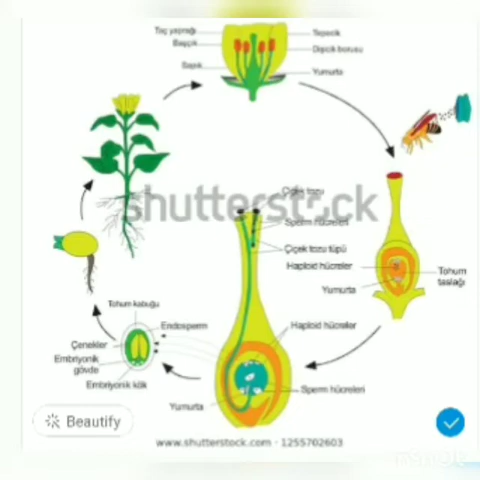 Taç yaprağı
Tepecik
Başçık
Dişicik borusu
Sapçık
Yumurta
shutterstock
Çiçek tozu
Sperm hücreleri
Çiçek tozu tüpü
Haploid hücreler
Tohum
taslağı
Yumurta
Tohum kabuğu
Endosperm
Haploid hücreler
Çenekler
Embriyonik
gövde
Embriyonik kök
Sperm hücreleri
Yumurta
Beautify
www.shutterstock.com · 1255702603